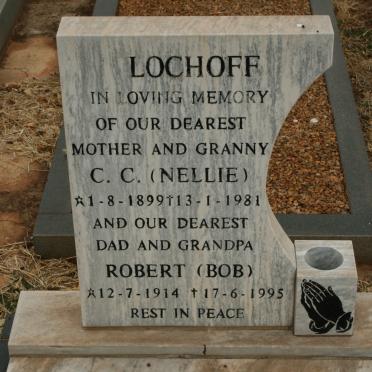 LOCHOFF
IN LOVING MEMORY
OF OUR DEAREST
MOTHER AND GRANNY
C. C. (NELLIE)
☆1-8-1899†13-1-1981
AND OUR DEAREST
DAD AND GRANDPA
ROBERT (BOB)
☆12-7-1914 †17-6-1995
REST IN PEACE